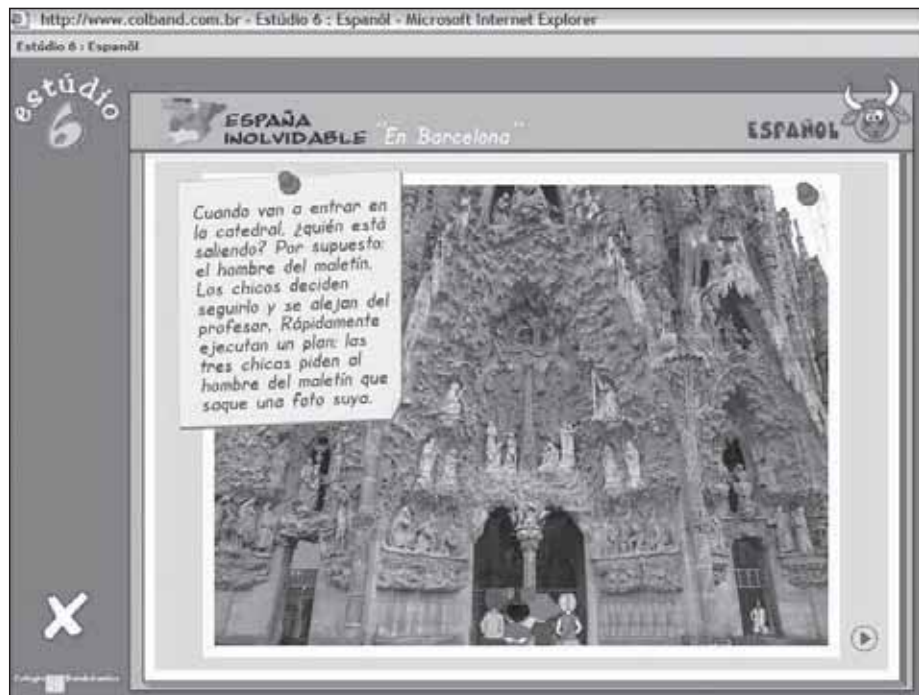 http://www.colband.com.br - Estúdio 6 : Espanõl - Microsoft Internet Explorer
Estúdio 6 : Espanõl
estúdio
6
ESPAÑA
INOLVIDABLE "En Barcelona"
ESPAÑOL
Cuando van a entrar en
la catedral, ¿quién está
saliendo? Por supuesto:
el hombre del maletín.
Los chicos deciden
seguirlo y se alejan del
profesor. Rápidamente
ejecutan un plan: las
tres chicas piden al
hombre del maletín que
saque una foto suya.